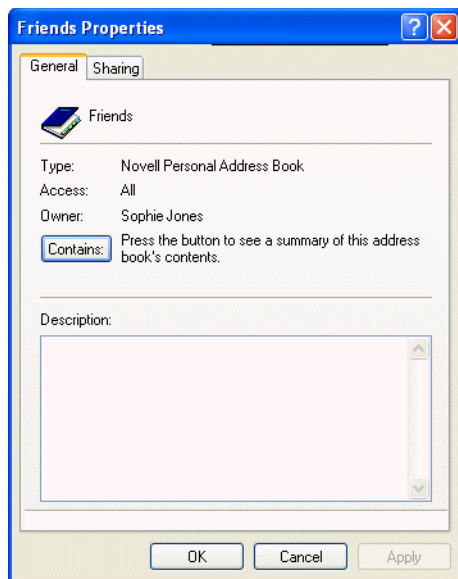 Friends Properties
General Sharing
Friends
Type: Novell Personal Address Book
Access: All
Owner: Sophie Jones
Contains: Press the button to see a summary of this address
book's contents.
Description:
OK Cancel Apply